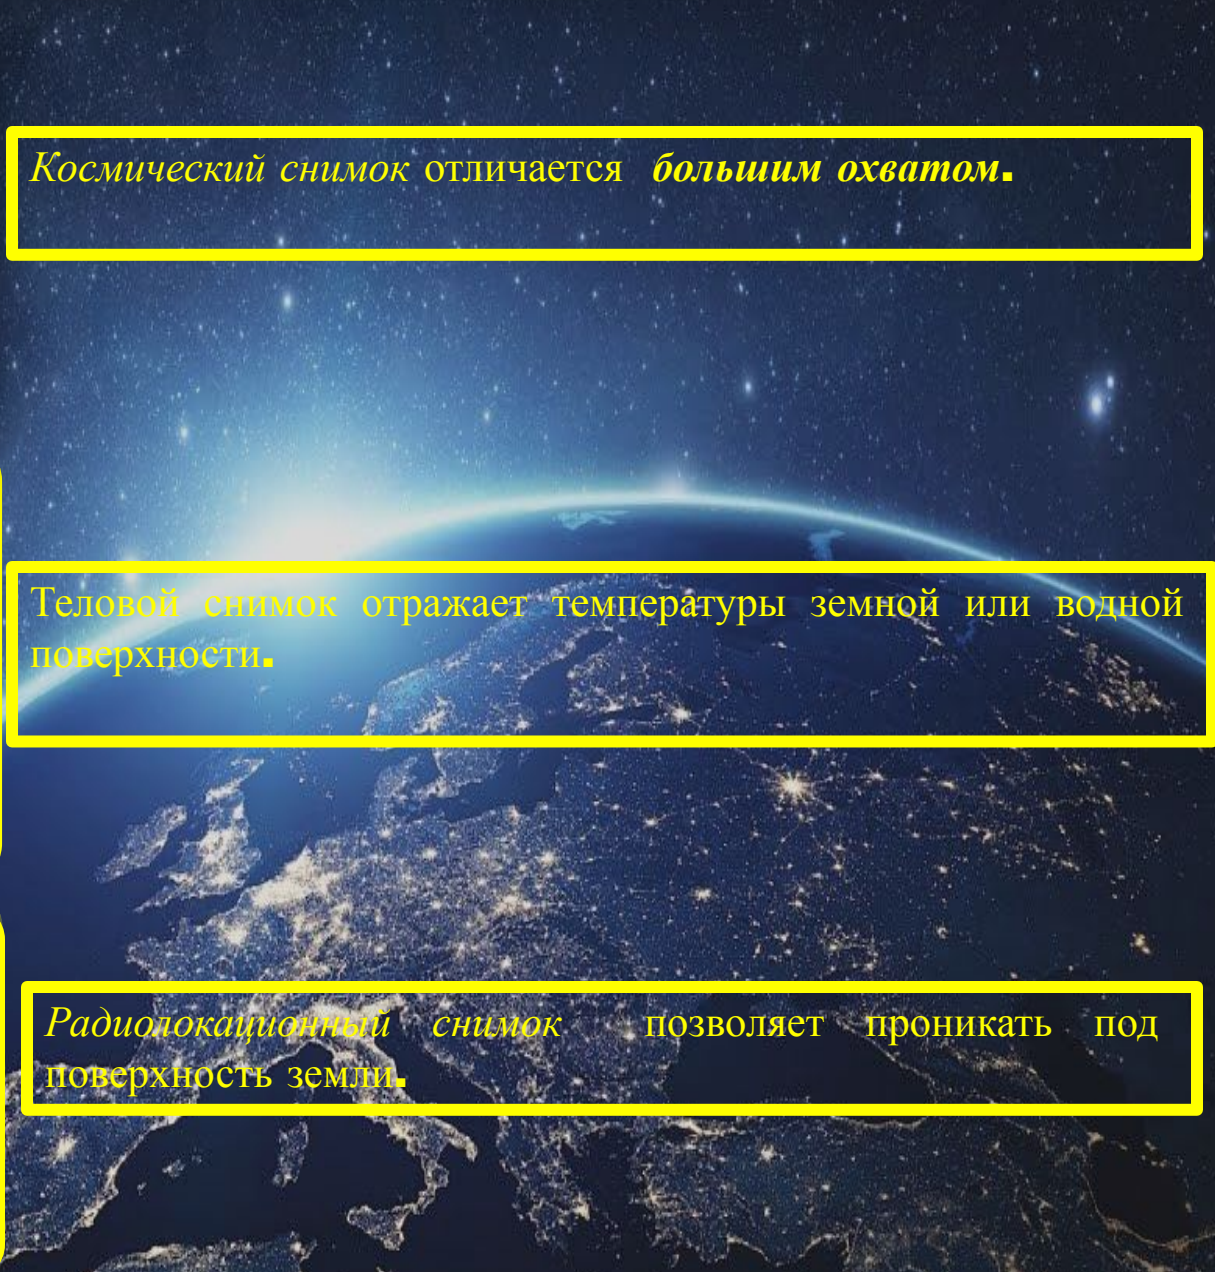 Космический снимок отличается большим охватом.
Теловой снимок отражает температуры земной или водной
поверхности.
Радиолокационный снимок позволяет проникать под
поверхность земли.